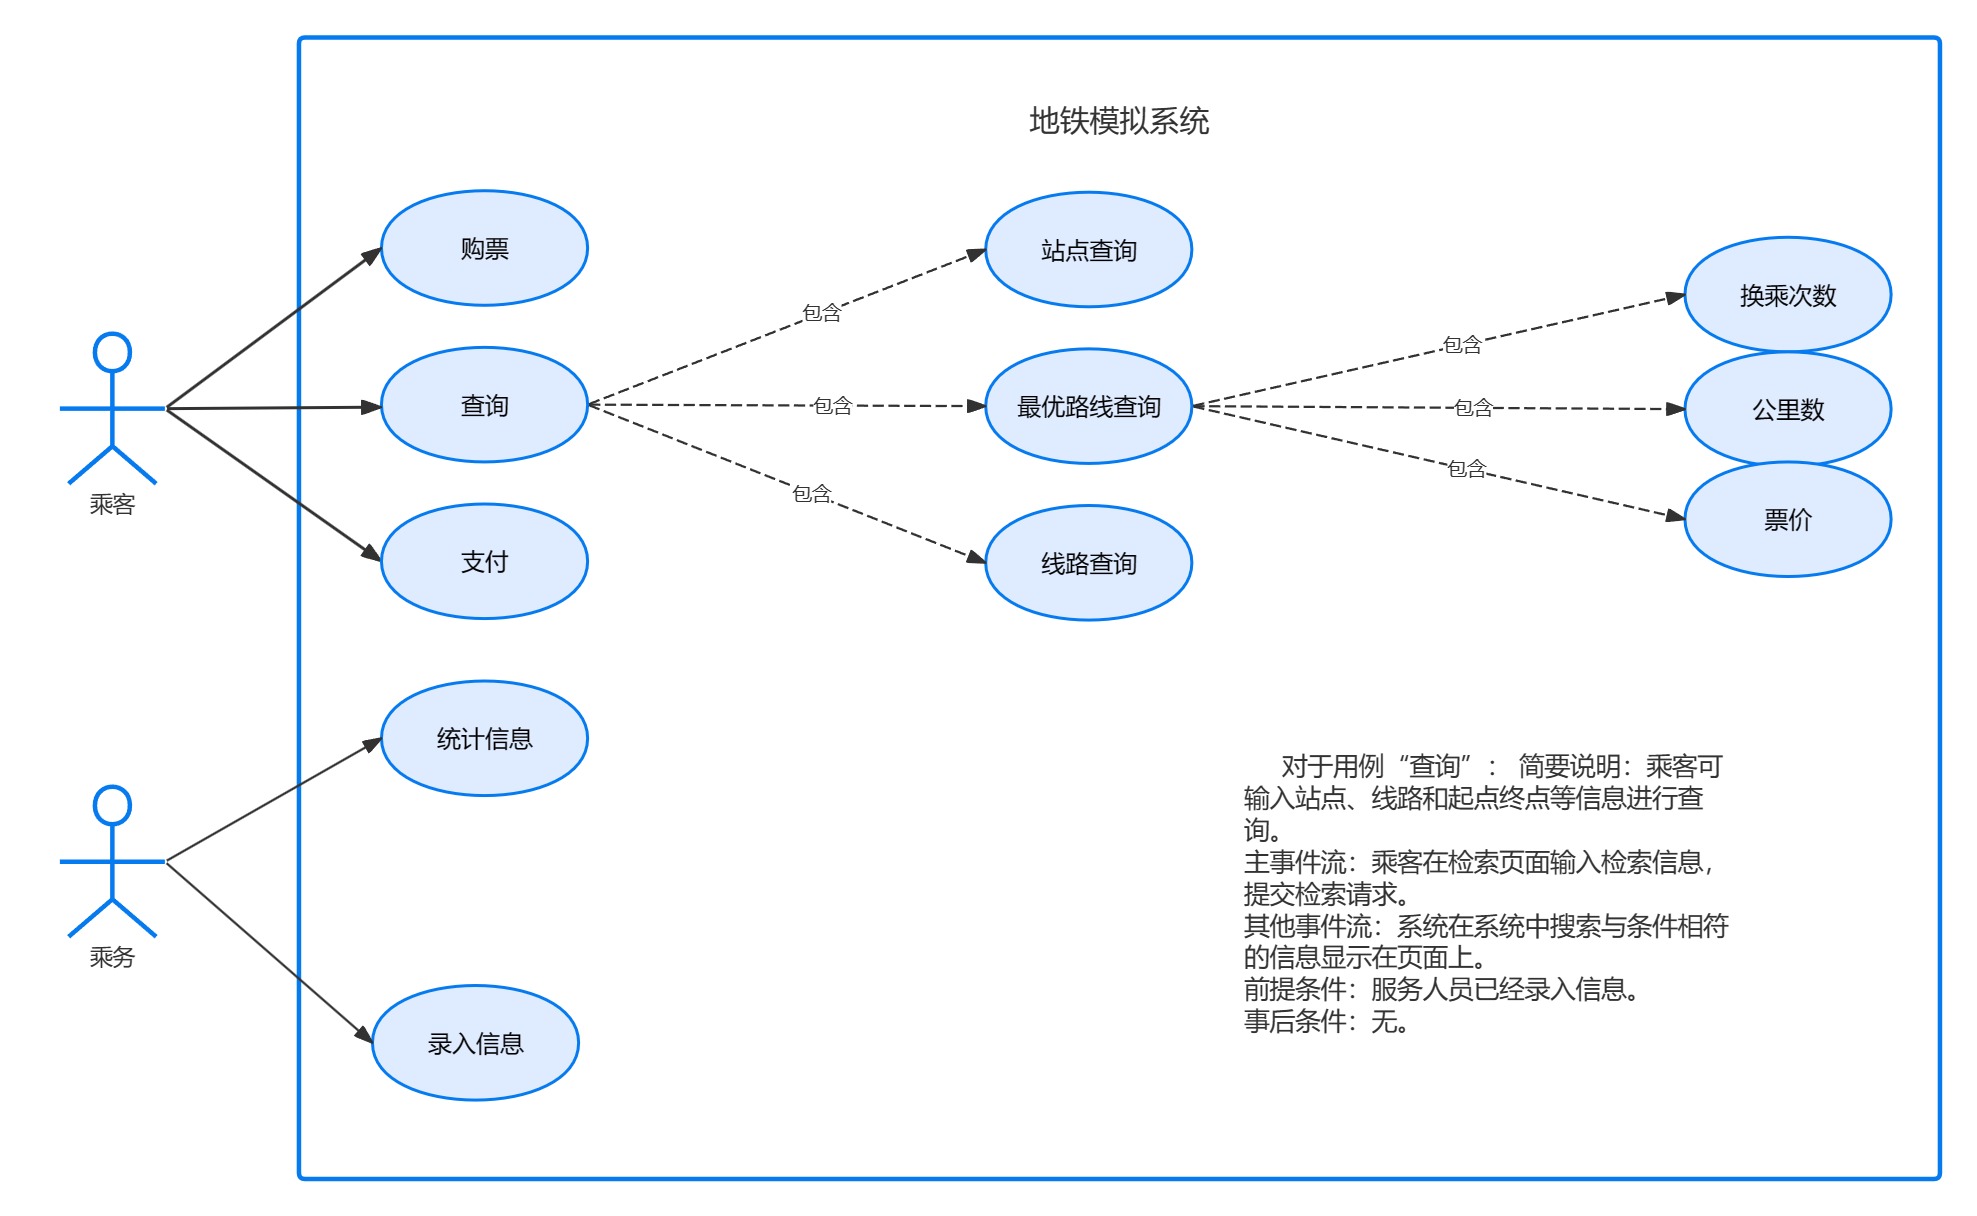 地铁模拟系统
购票
查询
支付
统计信息
录入信息
乘客
乘务
包含
包含
包含
站点查询
最优路线查询
线路查询
包含
包含
包含
换乘次数
公里数
票价
对于用例“查询”： 简要说明：乘客可
输入站点、线路和起点终点等信息进行查
询。
主事件流：乘客在检索页面输入检索信息，
提交检索请求。
其他事件流：系统在系统中搜索与条件相符
的信息显示在页面上。
前提条件：服务人员已经录入信息。
事后条件：无。